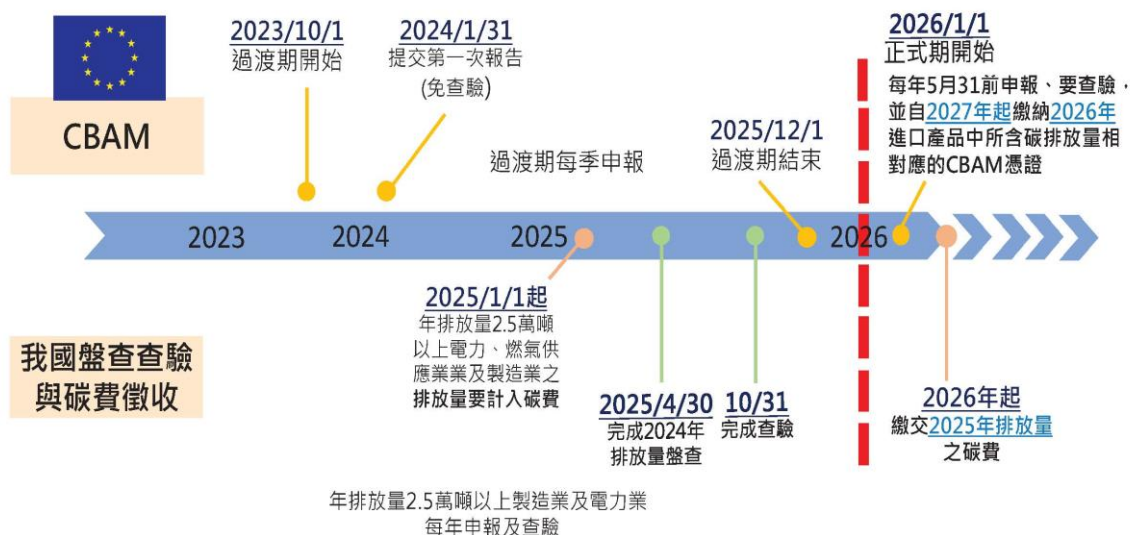 CBAM
2023/10/1
過渡期開始
2024/1/31
提交第一次報告
(免查驗)
過渡期每季申報
2025/12/1
過渡期結束
2026/1/1
正式期開始
每年5月31前申報、要查驗，
並自2027年起繳納2026年
進口產品中所含碳排放量相
對應的CBAM憑證
2023
2024
2025
2026
我國盤查查驗
與碳費徵收
2025/1/1起
年排放量2.5萬噸
以上電力、燃氣供
應業業及製造業之
排放量要計入碳費
2025/4/30
完成2024年
排放量盤查
10/31
完成查驗
2026年起
繳交2025年排放量
之碳費
年排放量2.5萬噸以上製造業及電力業
每年申報及查驗